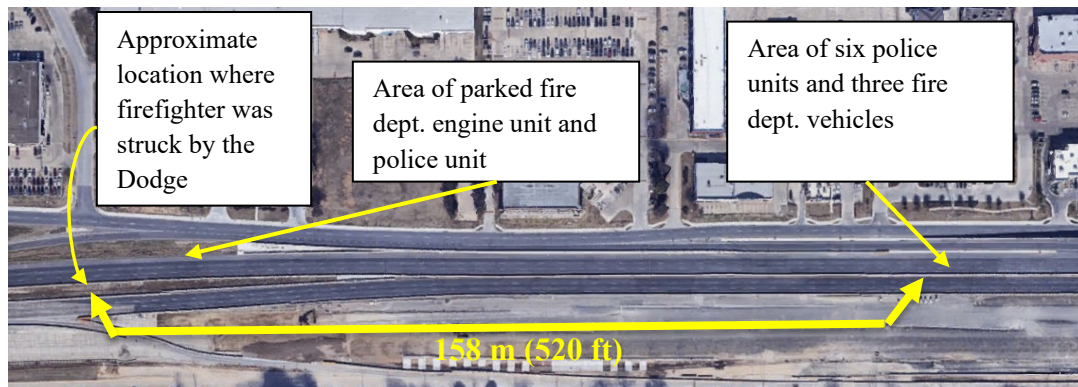 Approximate
location where
firefighter was
struck by the
Dodge
Area of parked fire
dept. engine unit and
police unit
Area of six police
units and three fire
dept. vehicles
158 m (520 ft)